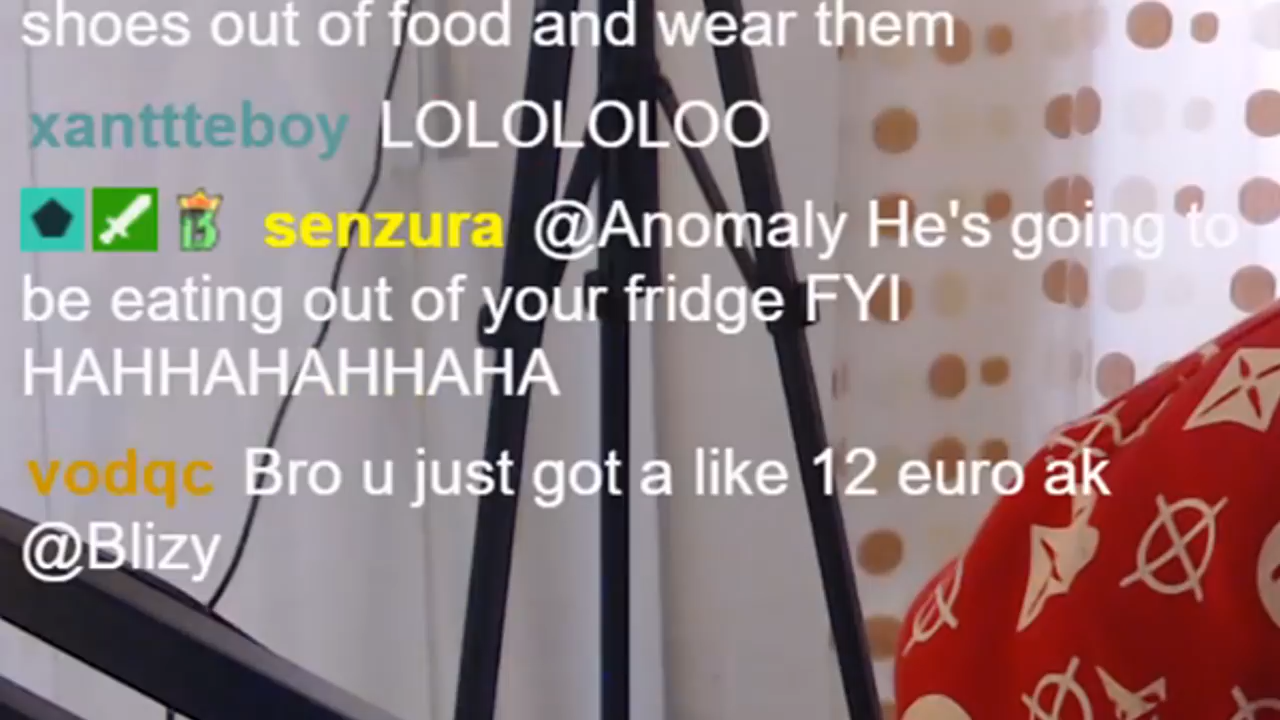 shoes out of food and wear them
xanttteboy LOLOLOLOO
senzura @Anomaly He's going to
be eating out of your fridge FYI
HAHHAHAHHAHA
vodqc Bro u just got a like 12 euro ak
@Blizy